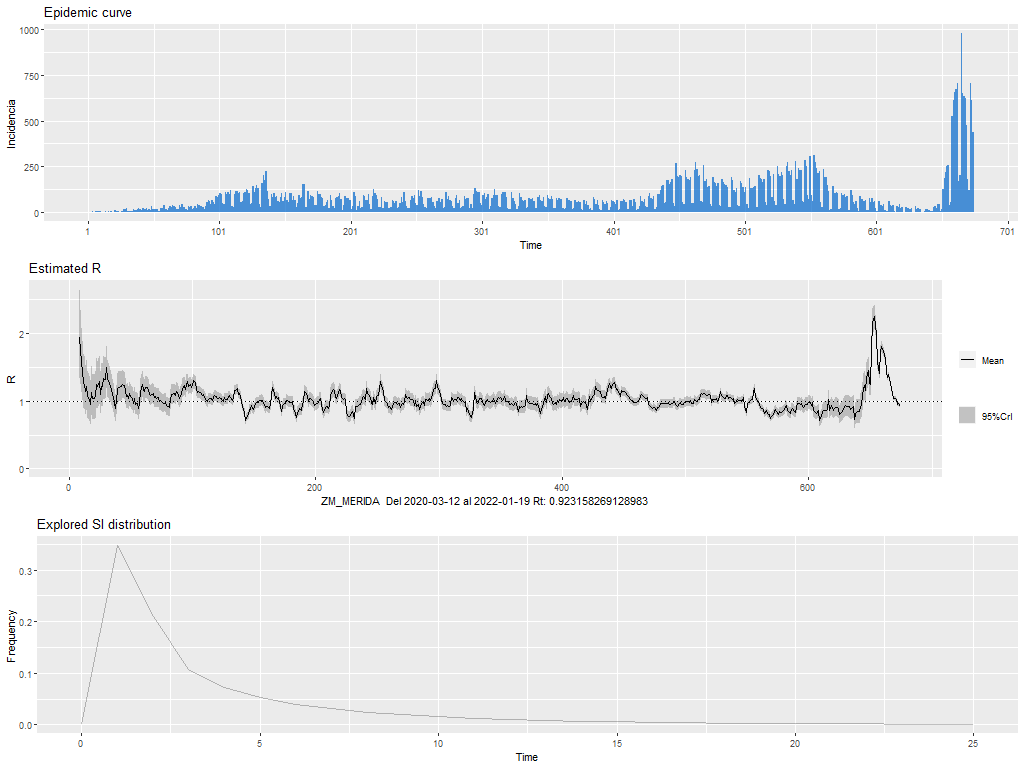 Epidemic curve
1000
750
500
250
0
Incidencia
1 101 201 301 401 501 601 701
Time
Estimated R
2
1
0
R
Mean
95%CrI
0 200 400 600
ZM_MERIDA Del 2020-03-12 al 2022-01-19 Rt: 0.923158269128983
Explored SI distribution
0.3
0.2
0.1
0.0
Frequency
0 5 10 15 20 25
Time